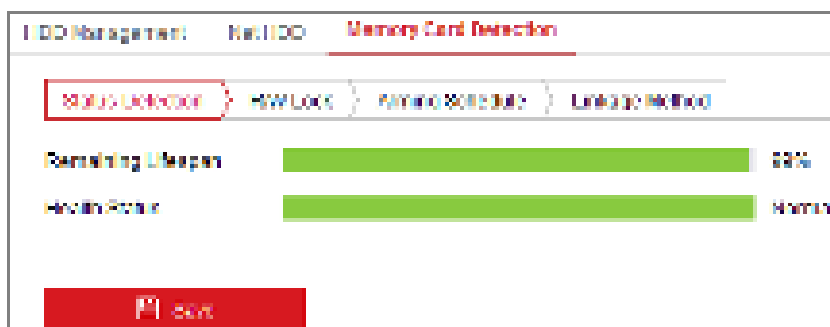 HDD Management Net HDD Memory Card Detection
Status Detection R/W Lock Arming Schedule Linkage Method
Remaining Lifespan 99%
Health Status
Save